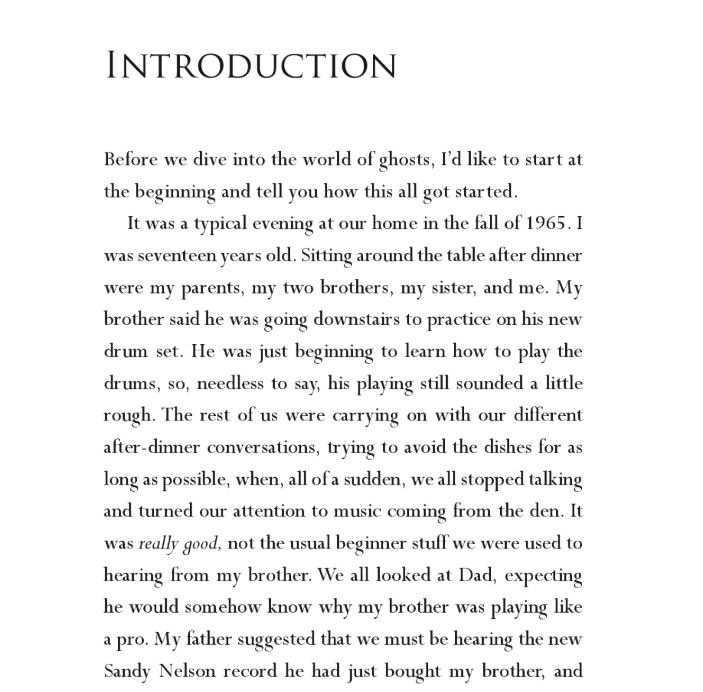 INTRODUCTION
Before we dive into the world of ghosts, I’d like to start at
the beginning and tell you how this all got started.
It was a typical evening at our home in the fall of 1965. I
was seventeen years old. Sitting around the table after dinner
were my parents, my two brothers, my sister, and me. My
brother said he was going downstairs to practice on his new
drum set. He was just beginning to learn how to play the
drums, so, needless to say, his playing still sounded a little
rough. The rest of us were carrying on with our different
after-dinner conversations, trying to avoid the dishes for as
long as possible, when, all of a sudden, we all stopped talking
and turned our attention to music coming from the den. It
was really good, not the usual beginner stuff we were used to
hearing from my brother. We all looked at Dad, expecting
he would somehow know why my brother was playing like
a pro. My father suggested that we must be hearing the new
Sandy Nelson record he had just bought my brother, and